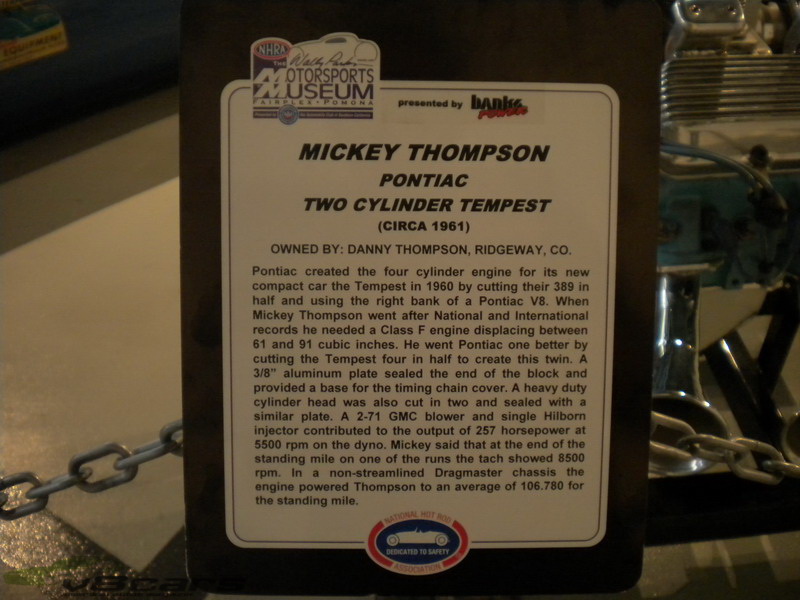 EQUIPMENT
NHRA
THE Wally Parks
MOTORSPORTS
MUSEUM
FAIRPLEX • POMONA
presented by banks
POWER
MICKEY THOMPSON
PONTIAC
TWO CYLINDER TEMPEST
(CIRCA 1961)
OWNED BY: DANNY THOMPSON, RIDGEWAY, CO.
Pontiac created the four cylinder engine for its new
compact car the Tempest in 1960 by cutting their 389 in
half and using the right bank of a Pontiac V8. When
Mickey Thompson went after National and International
records he needed a Class F engine displacing between
61 and 91 cubic inches. He went Pontiac one better by
cutting the Tempest four in half to create this twin. A
3/8” aluminum plate sealed the end of the block and
provided a base for the timing chain cover. A heavy duty
cylinder head was also cut in two and sealed with a
similar plate. A 2-71 GMC blower and single Hilborn
injector contributed to the output of 257 horsepower at
5500 rpm on the dyno. Mickey said that at the end of the
standing mile on one of the runs the tach showed 8500
rpm. In a non-streamlined Dragmaster chassis the
engine powered Thompson to an average of 106.780 for
the standing mile.
NATIONAL HOT ROD
DEDICATED TO SAFETY
ASSOCIATION
v8cars